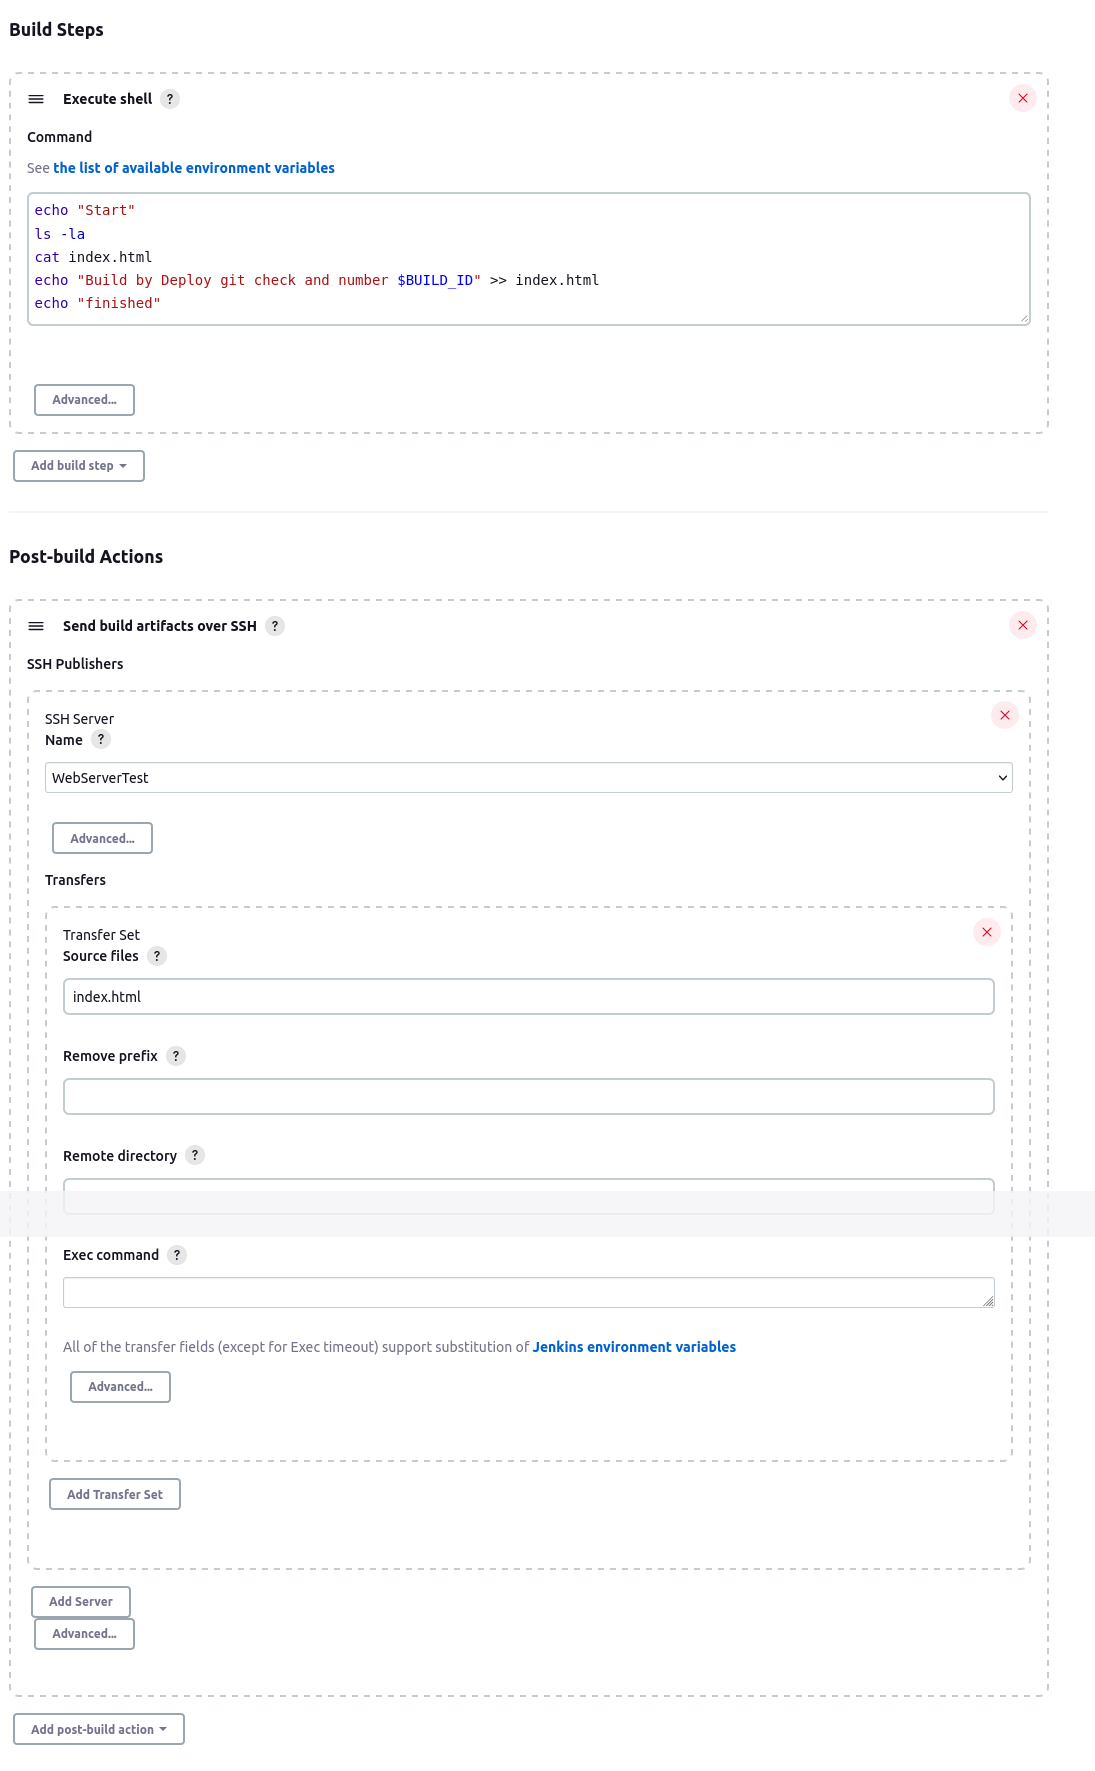 Build Steps
Execute shell ?
Command
See the list of available environment variables
echo "Start"
ls -la
cat index.html
echo "Build by Deploy git check and number $BUILD_ID" >> index.html
echo "finished"
Advanced...
Add build step
Post-build Actions
Send build artifacts over SSH ?
SSH Publishers
SSH Server
Name ?
WebServerTest
Advanced...
Transfers
Transfer Set
Source files ?
index.html
Remove prefix ?
Remote directory ?
Exec command ?
All of the transfer fields (except for Exec timeout) support substitution of Jenkins environment variables
Advanced...
Add Transfer Set
Add Server
Advanced...
Add post-build action